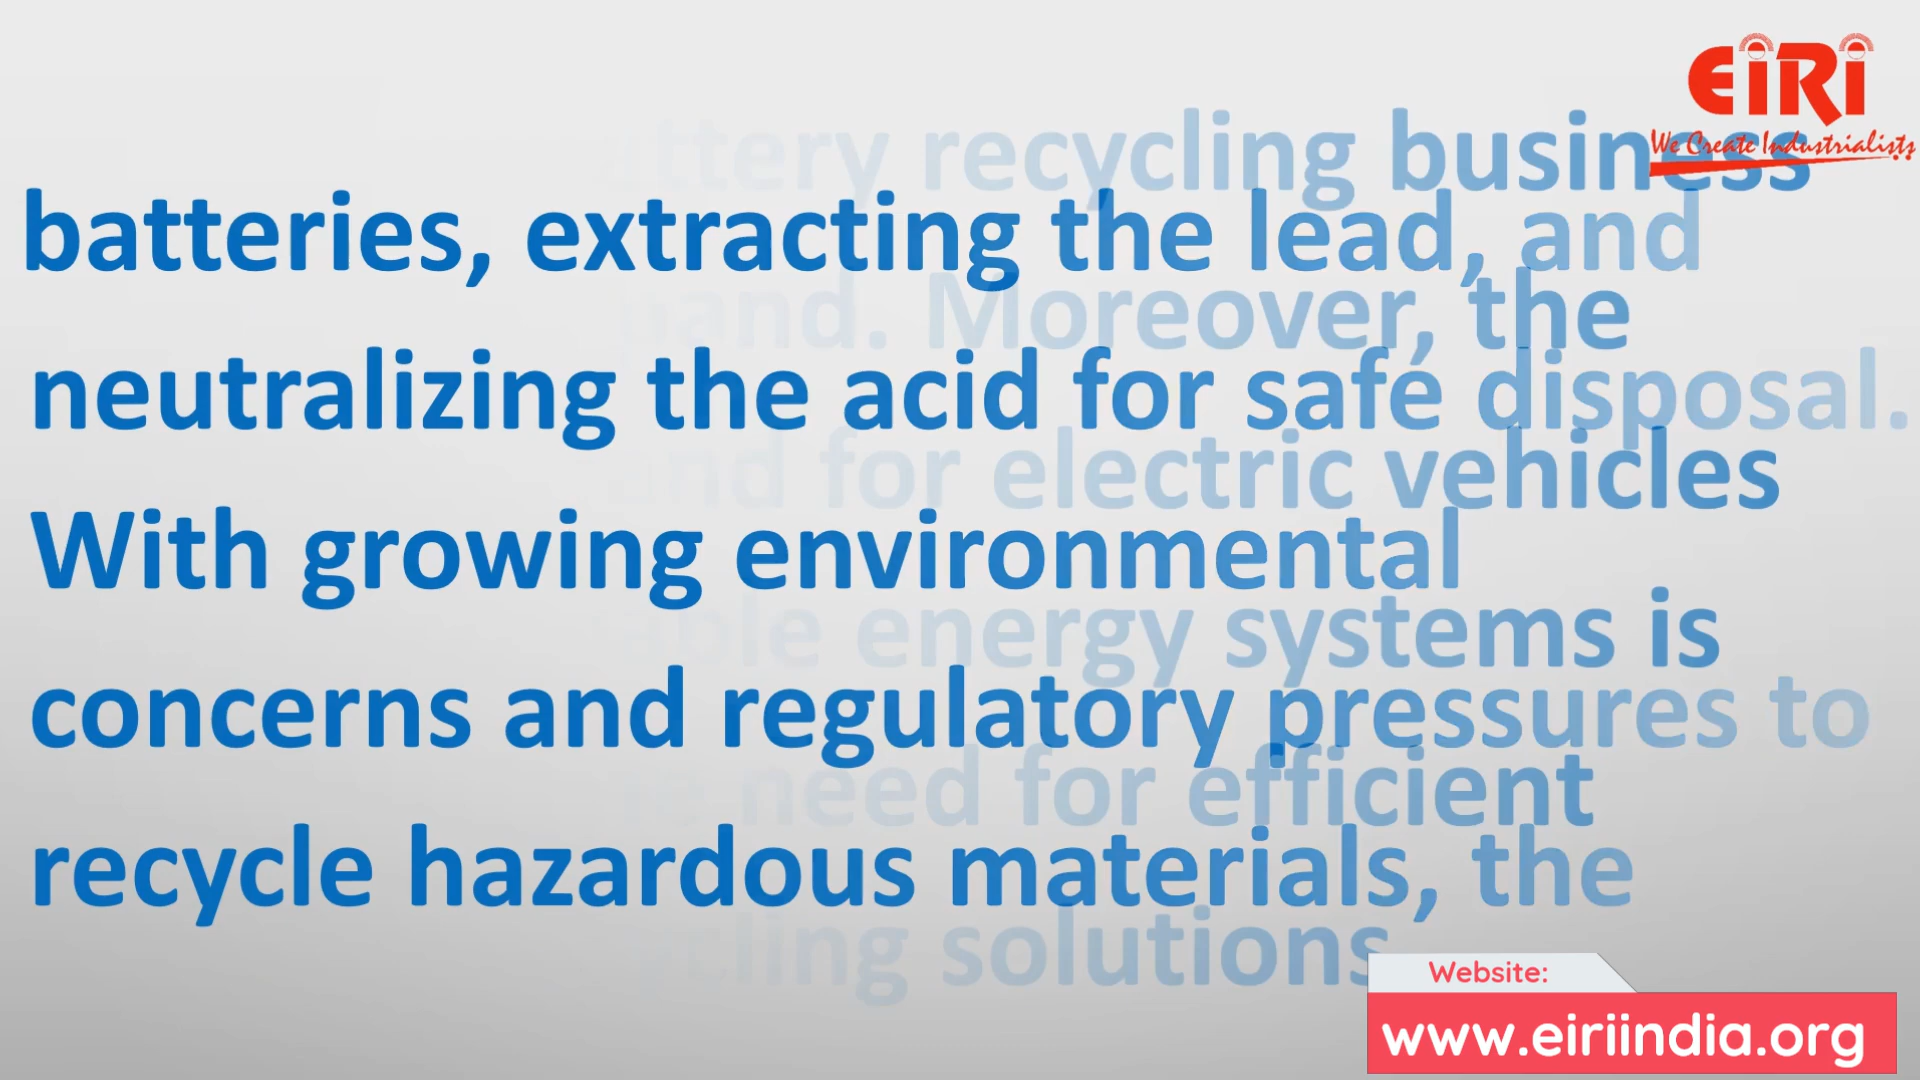 EiRi
We Create Industrialists
batteries, extracting the lead, and
neutralizing the acid for safe disposal.
With growing environmental
concerns and regulatory pressures to
recycle hazardous materials, the
recycling business
Moreover, the
for electric vehicles
energy systems is
need for efficient
solutions
Website:
www.eiriindia.org